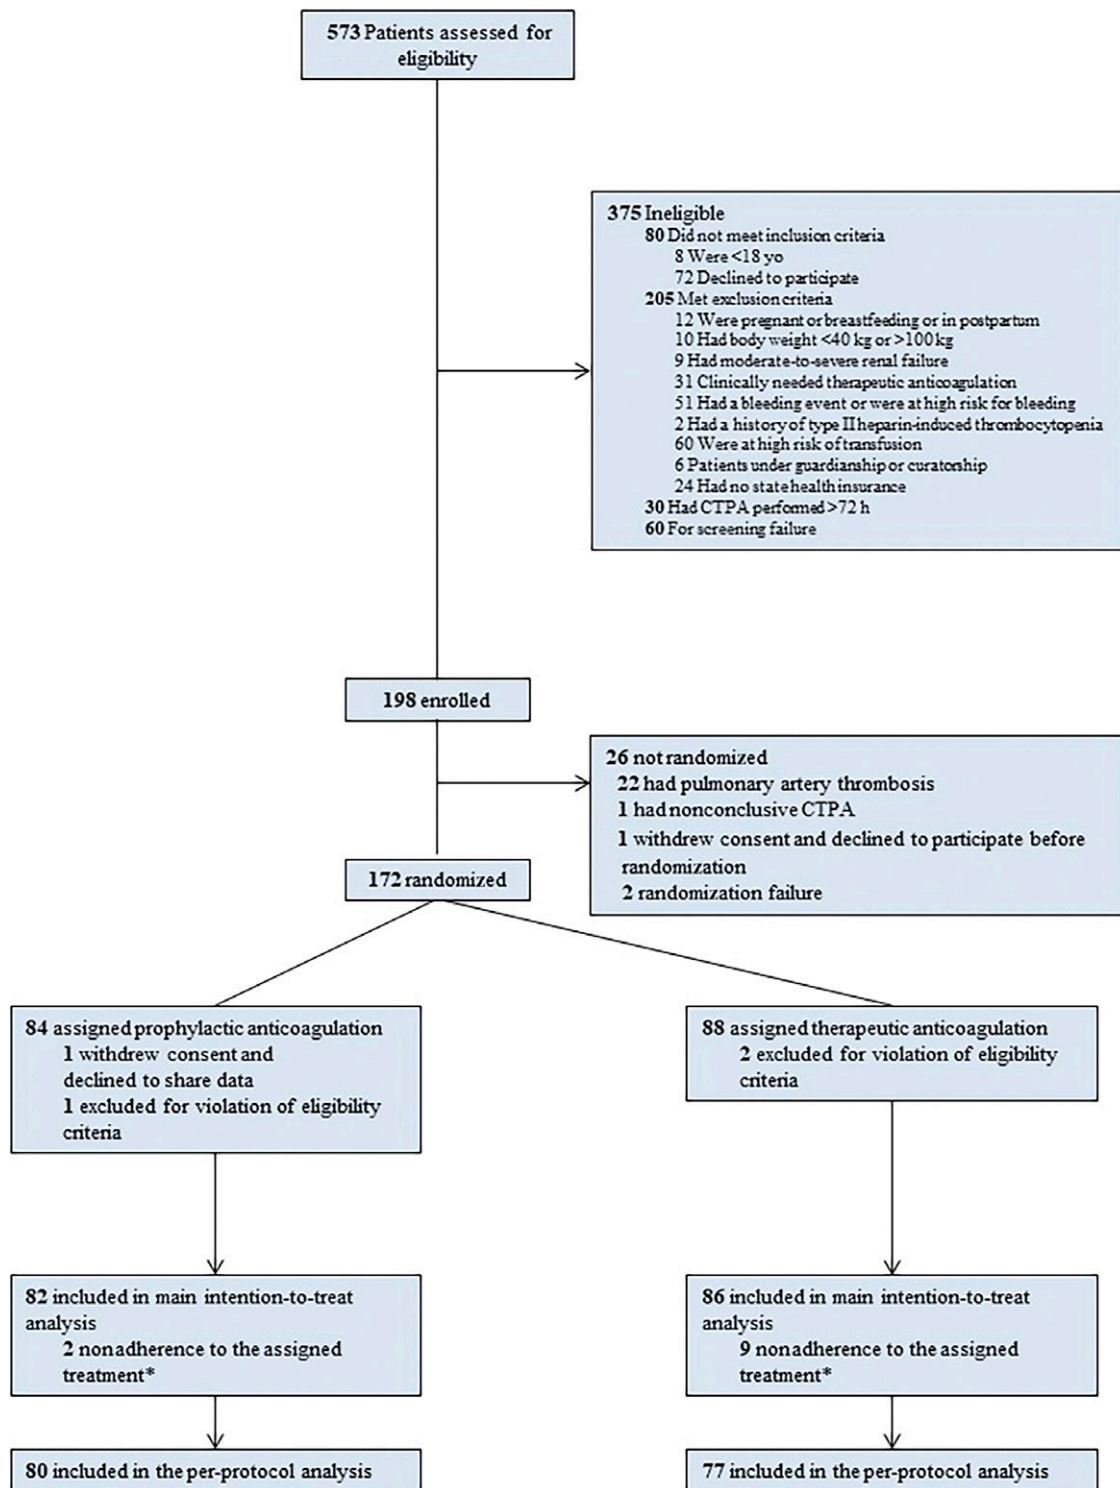 573 Patients assessed for
eligibility
375 Ineligible
80 Did not meet inclusion criteria
8 Were <18 yo
72 Declined to participate
205 Met exclusion criteria
12 Were pregnant or breastfeeding or in postpartum
10 Had body weight <40 kg or >100 kg
9 Had moderate-to-severe renal failure
31 Clinically needed therapeutic anticoagulation
51 Had a bleeding event or were at high risk for bleeding
2 Had a history of type II heparin-induced thrombocytopenia
60 Were at high risk of transfusion
6 Patients under guardianship or curatorship
24 Had no state health insurance
30 Had CTPA performed >72 h
60 For screening failure
198 enrolled
26 not randomized
22 had pulmonary artery thrombosis
1 had nonconclusive CTPA
1 withdrew consent and declined to participate before
randomization
2 randomization failure
172 randomized
84 assigned prophylactic anticoagulation
1 withdrew consent and
declined to share data
1 excluded for violation of eligibility
criteria
88 assigned therapeutic anticoagulation
2 excluded for violation of eligibility
criteria
82 included in main intention-to-treat
analysis
2 nonadherence to the assigned
treatment*
86 included in main intention-to-treat
analysis
9 nonadherence to the assigned
treatment*
80 included in the per-protocol analysis
77 included in the per-protocol analysis